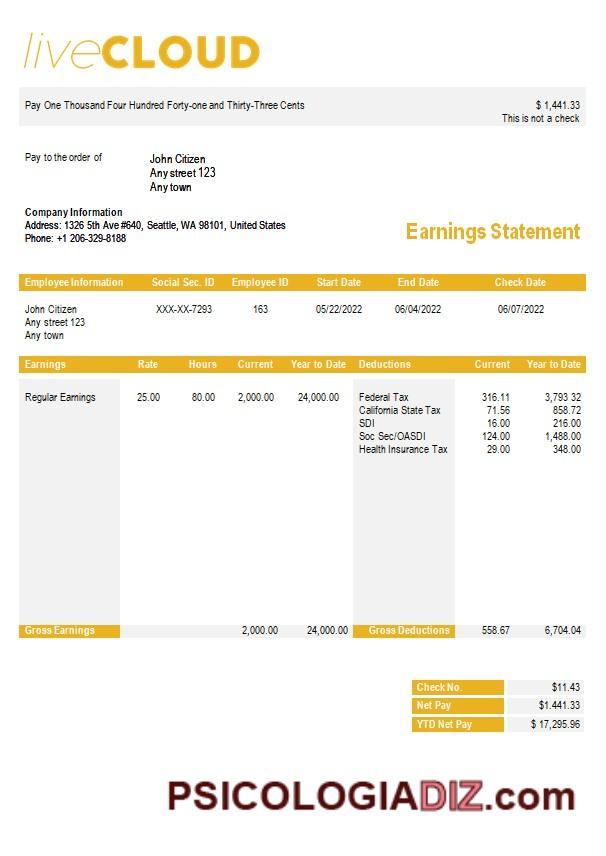 liveCLOUD
Pay One Thousand Four Hundred Forty-one and Thirty-Three Cents $ 1,441.33
This is not a check
Pay to the order of John Citizen
Any street 123
Any town
Company Information
Address: 1326 5th Ave #640, Seattle, WA 98101, United States
Phone: +1 206-329-8188
Earnings Statement
Employee Information Social Sec. ID Employee ID Start Date End Date Check Date
John Citizen XXX-XX-7293 163 05/22/2022 06/04/2022 06/07/2022
Any street 123
Any town
Earnings Rate Hours Current Year to Date Deductions Current Year to Date
Regular Earnings 25.00 80.00 2,000.00 24,000.00 Federal Tax 316.11 3,793 32
California State Tax 71.56 858.72
SDI 16.00 216.00
Soc Sec/OASDI 124.00 1,488.00
Health Insurance Tax 29.00 348.00
Gross Earnings 2,000.00 24,000.00 Gross Deductions 558.67 6,704.04
Check No. $11.43
Net Pay $1.441.33
YTD Net Pay $ 17,295.96
PSICOLOGIADIZ.com